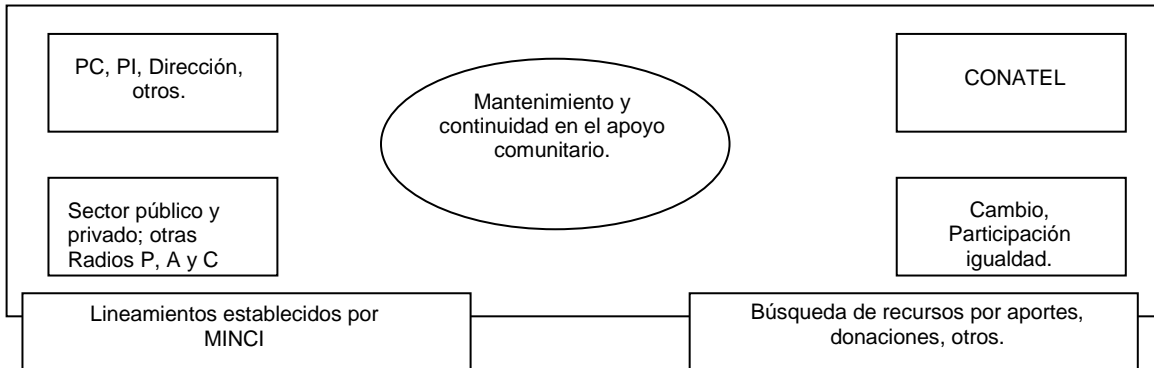 PC, PI, Dirección,
otros.
Mantenimiento y
continuidad en el apoyo
comunitario.
CONATEL
Sector público y
privado; otras
Radios P, A y C
Cambio,
Participación
igualdad.
Lineamientos establecidos por
MINCI
Búsqueda de recursos por aportes,
donaciones, otros.